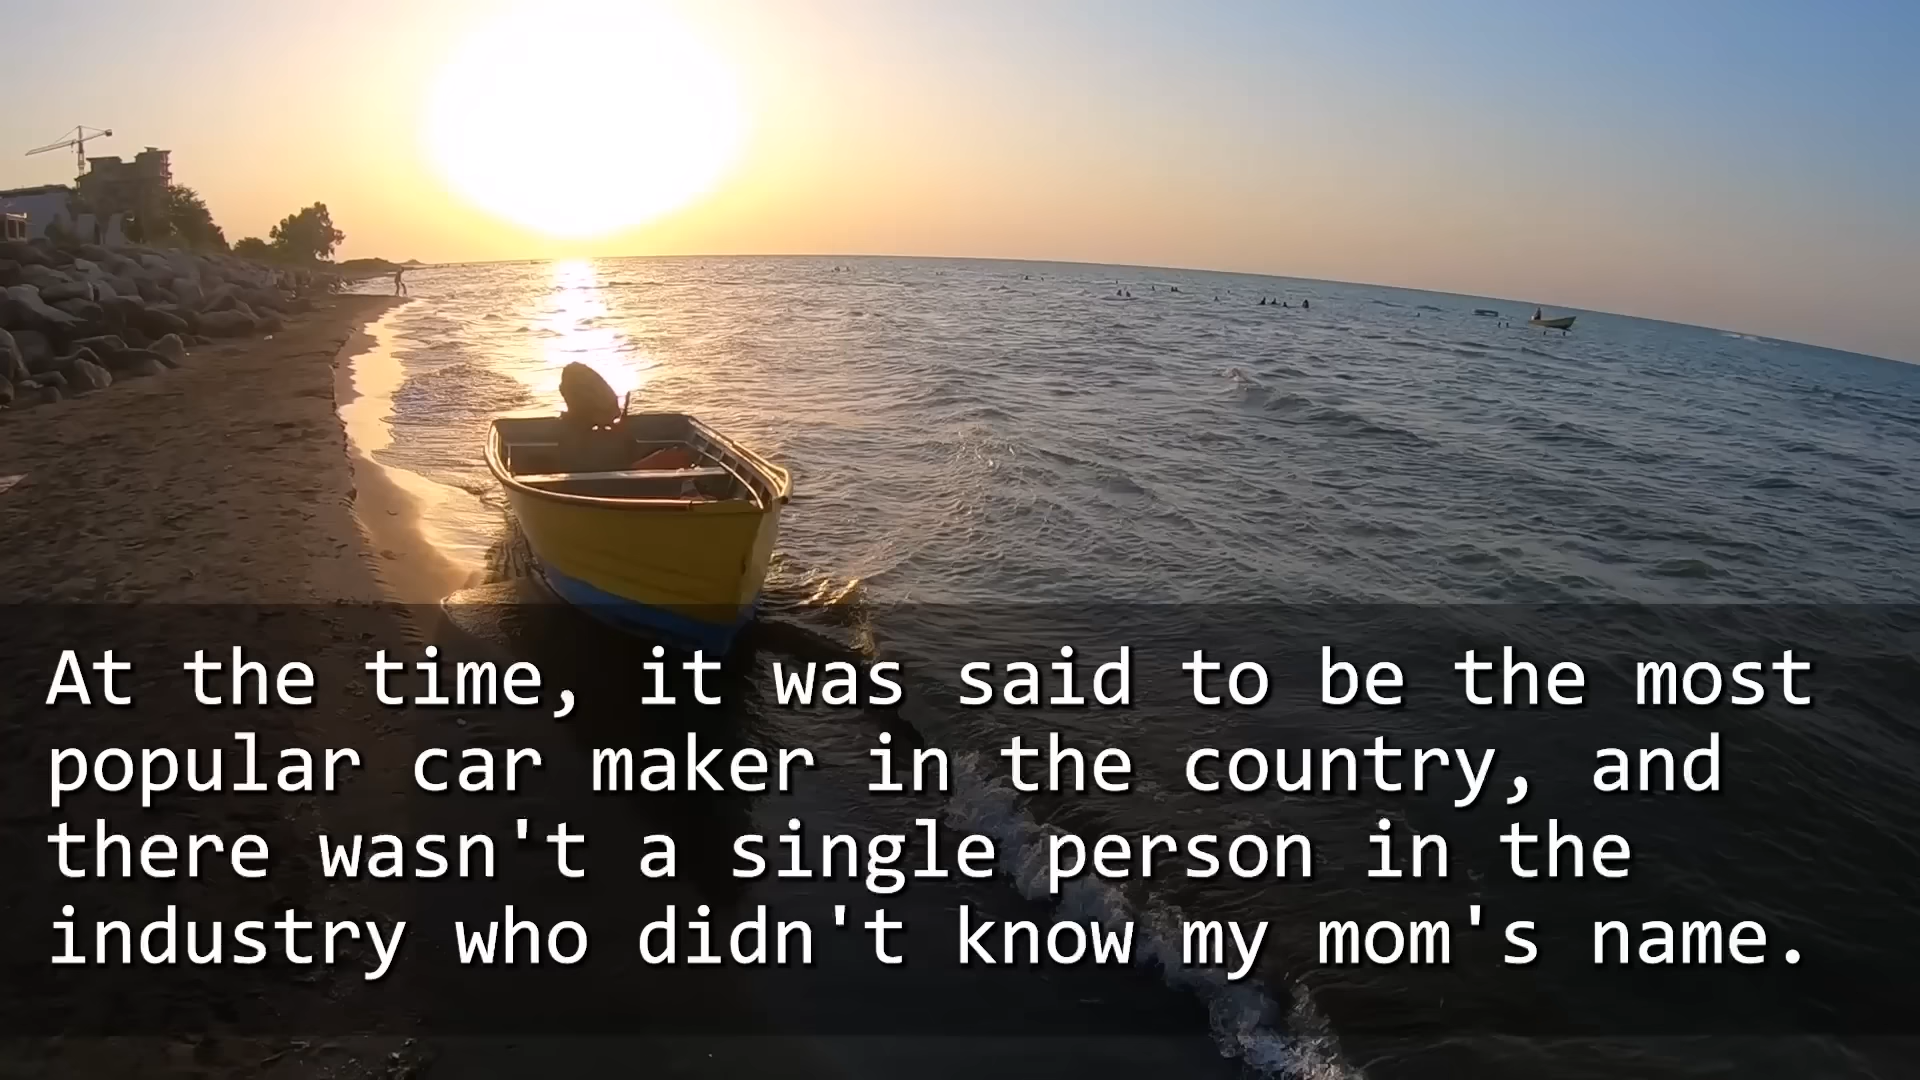 At the time, it was said to be the most
popular car maker in the country, and
there wasn't a single person in the
industry who didn't know my mom's name.